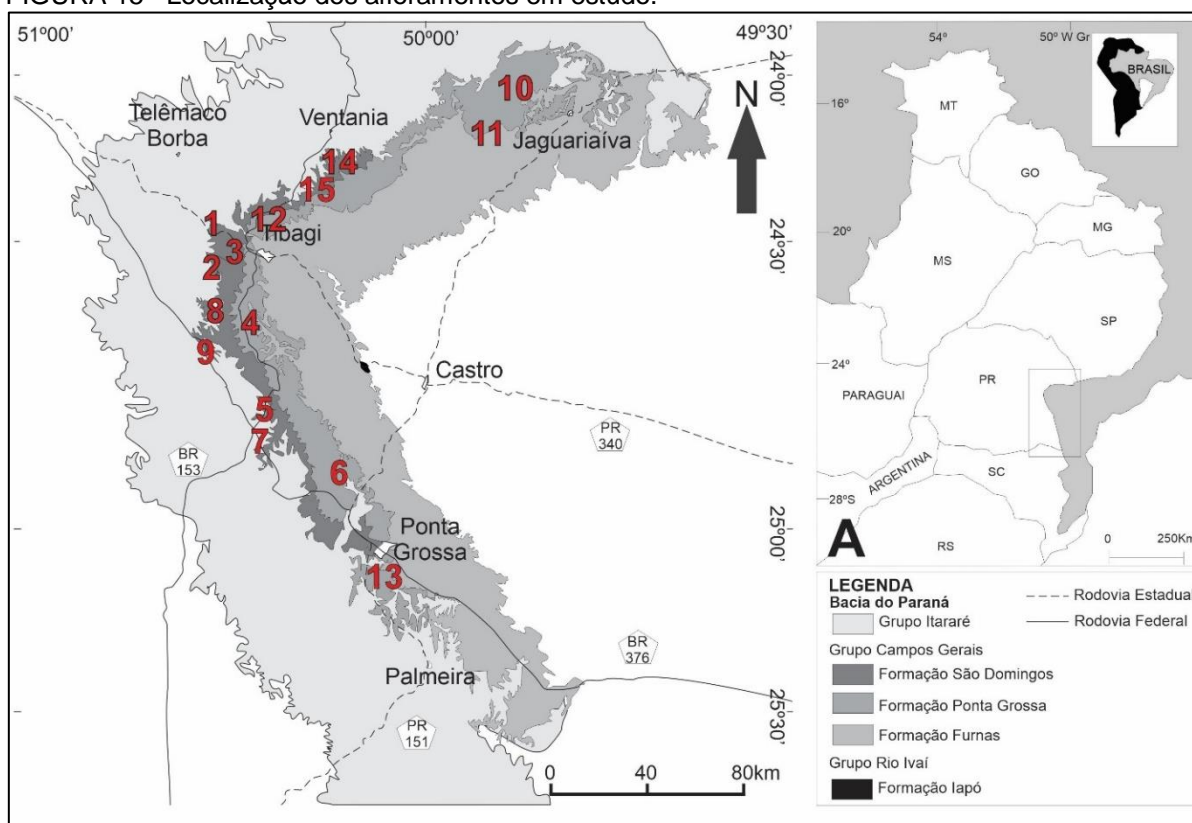 FIGURA 18 - Localização dos afloramentos em estudo.
51º00'
50º00'
49º30'
24º00'
24º30'
25º00'
25º30'
Telêmaco
Borba
Ventania
10
11
Jaguariaíva
N
14
15
12
Tibagi
1
3
2
8
4
9
Castro
5
7
6
BR
153
PR
340
Ponta
Grossa
13
BR
376
Palmeira
PR
151
0 40 80km
54º
50º W Gr
BRASIL
16º
MT
GO
20º
MG
MS
SP
24º
PARAGUAI
PR
ARGENTINA
SC
28ºS
A
RS
0 250Km
LEGENDA
Bacia do Paraná
Grupo Itararé
Grupo Campos Gerais
Formação São Domingos
Formação Ponta Grossa
Formação Furnas
Grupo Rio Ivaí
Formação Iapó
Rodovia Estadual
Rodovia Federal